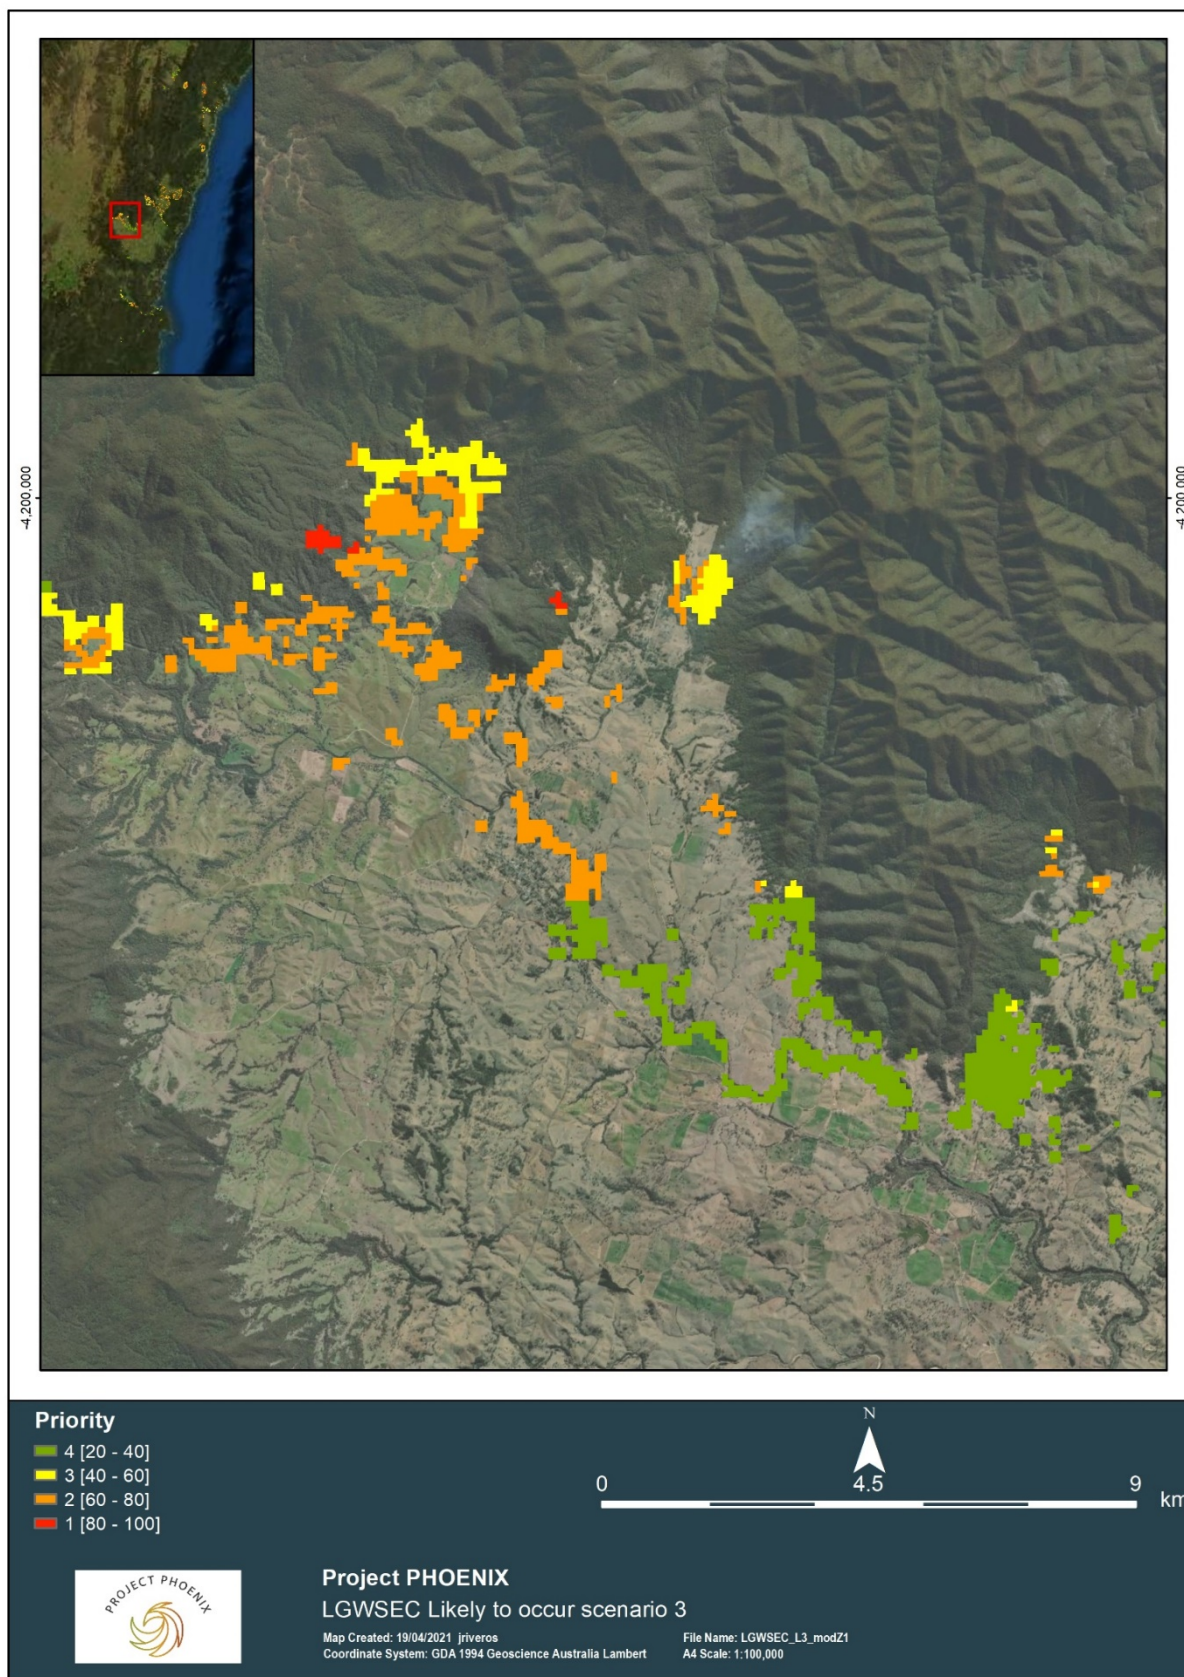 -4,200,000
-4,200,000
Priority
4 [20 - 40]
3 [40 - 60]
2 [60 - 80]
1 [80 - 100]
N
0 4.5 9 km
PROJECT PHOENIX
Project PHOENIX
LGWSEC Likely to occur scenario 3
Map Created: 19/04/2021 jriveros File Name: LGWSEC_L3_modZ1
Coordinate System: GDA 1994 Geoscience Australia Lambert A4 Scale: 1:100,000